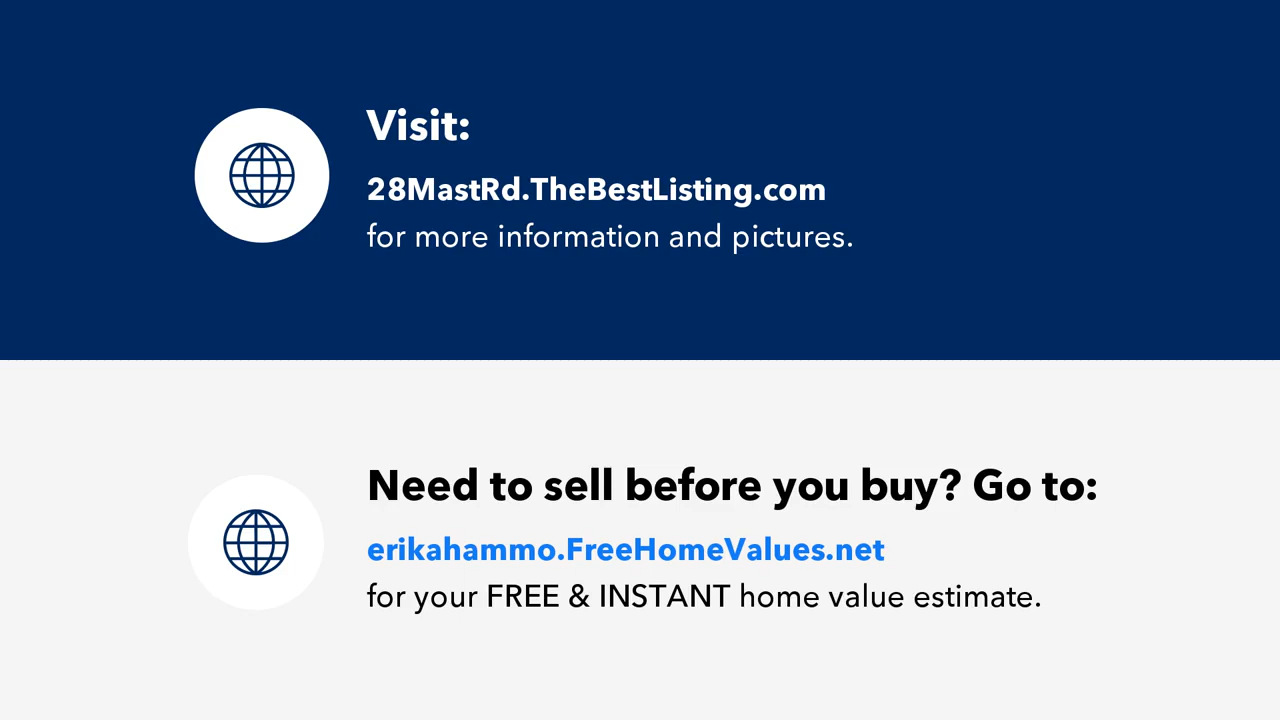 Visit:
28MastRd.TheBestListing.com
for more information and pictures.
Need to sell before you buy? Go to:
erikahammo.FreeHomeValues.net
for your FREE & INSTANT home value estimate.